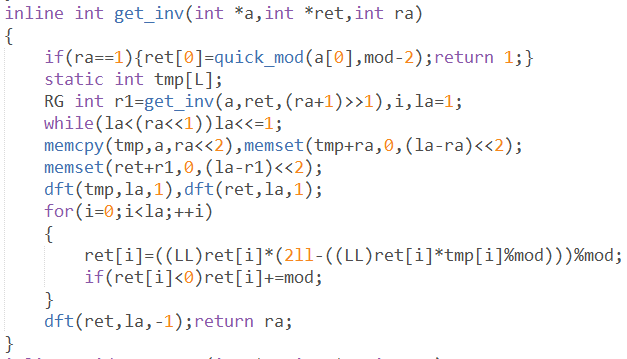 inline int get_inv(int *a,int *ret,int ra)
{
    if(ra==1){ret[0]=quick_mod(a[0],mod-2);return 1;}
    static int tmp[L];
    RG int r1=get_inv(a,ret,(ra+1)>>1),i,la=1;
    while(la<(ra<<1))la<<=1;
    memcpy(tmp,a,ra<<2),memset(tmp+ra,0,(la-ra)<<2);
    memset(ret+r1,0,(la-r1)<<2);
    dft(tmp,la,1),dft(ret,la,1);
    for(i=0;i<la;++i)
    {
        ret[i]=((LL)ret[i]*(2ll-((LL)ret[i]*tmp[i]%mod)))%mod;
        if(ret[i]<0)ret[i]+=mod;
    }
    dft(ret,la,-1);return ra;
}